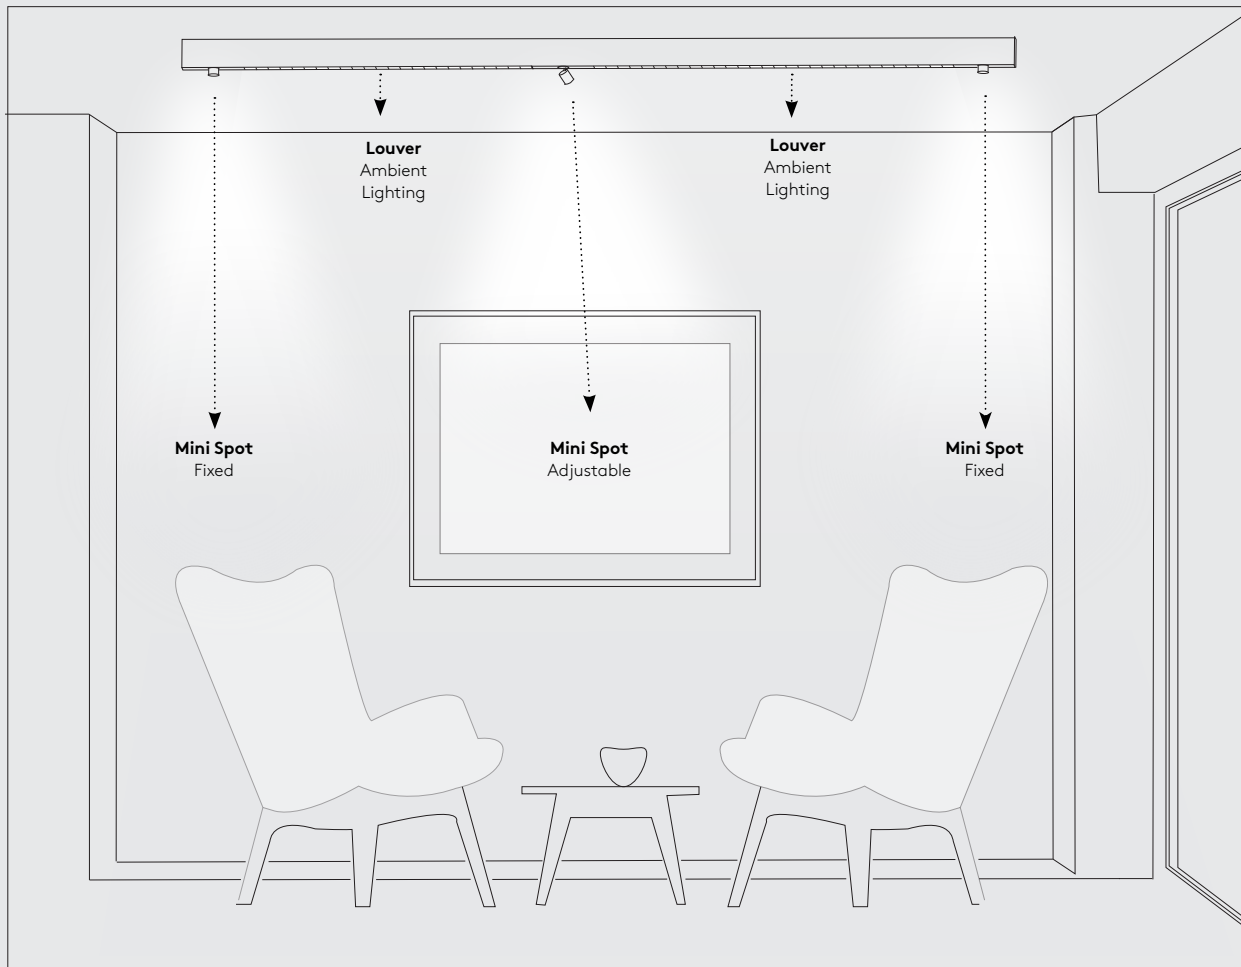 Louver
Ambient
Lighting
Louver
Ambient
Lighting
Mini Spot
Fixed
Mini Spot
Adjustable
Mini Spot
Fixed